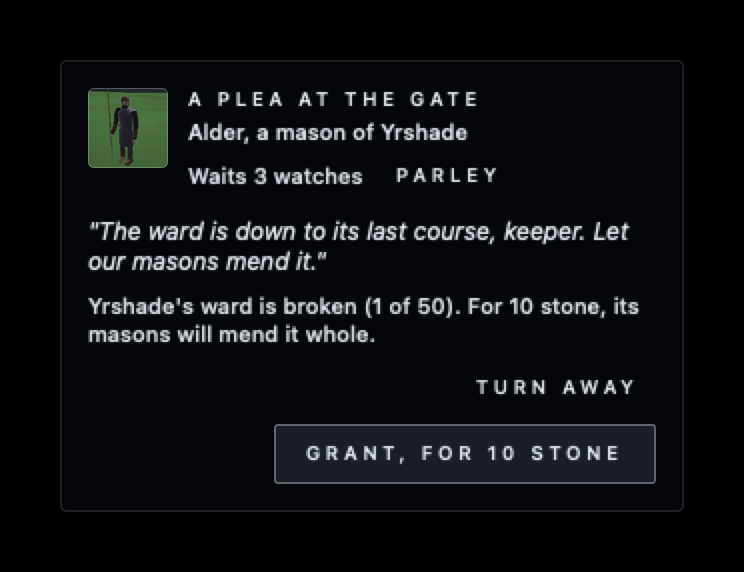 A PLEA AT THE GATE
Alder, a mason of Yrshade
Waits 3 watches PARLEY
"The ward is down to its last course, keeper. Let
our masons mend it."
Yrshade's ward is broken (1 of 50). For 10 stone, its
masons will mend it whole.
TURN AWAY
GRANT, FOR 10 STONE